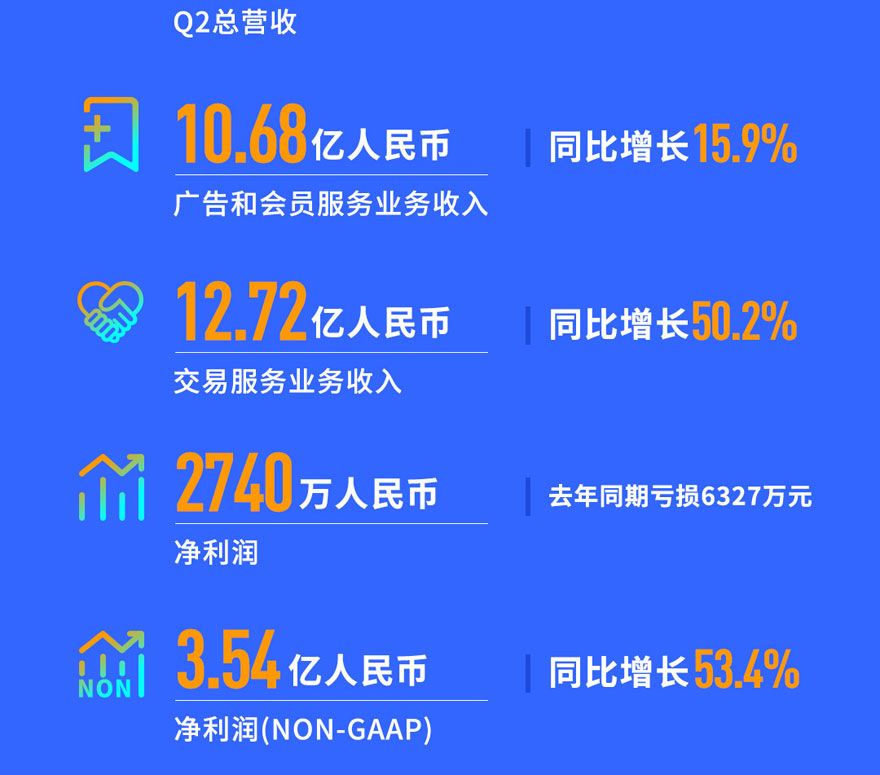 Q2总营收
10.68亿人民币
同比增长15.9%
广告和会员服务业务收入
12.72亿人民币
同比增长50.2%
交易服务业务收入
2740万人民币
去年同期亏损6327万元
净利润
NON
3.54亿人民币
同比增长53.4%
净利润(NON-GAAP)